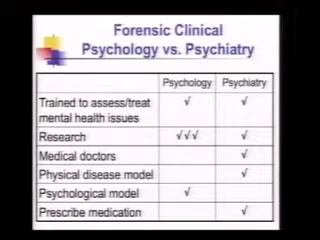 Forensic Clinical
Psychology vs. Psychiatry
Psychology Psychiatry
Trained to assess/treat √ √
mental health issues
Research √√√ √
Medical doctors √
Physical disease model √
Psychological model √
Prescribe medication √